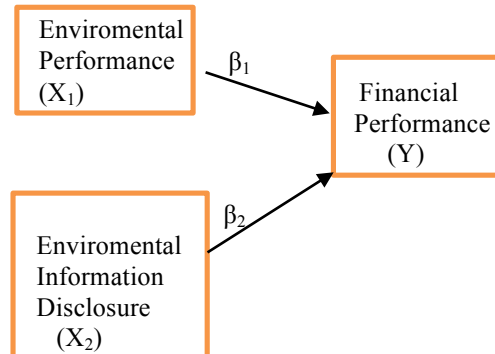 Enviromental
Performance
(X₁)
β₁
Financial
Performance
(Y)
β₂
Enviromental
Information
Disclosure
(X₂)